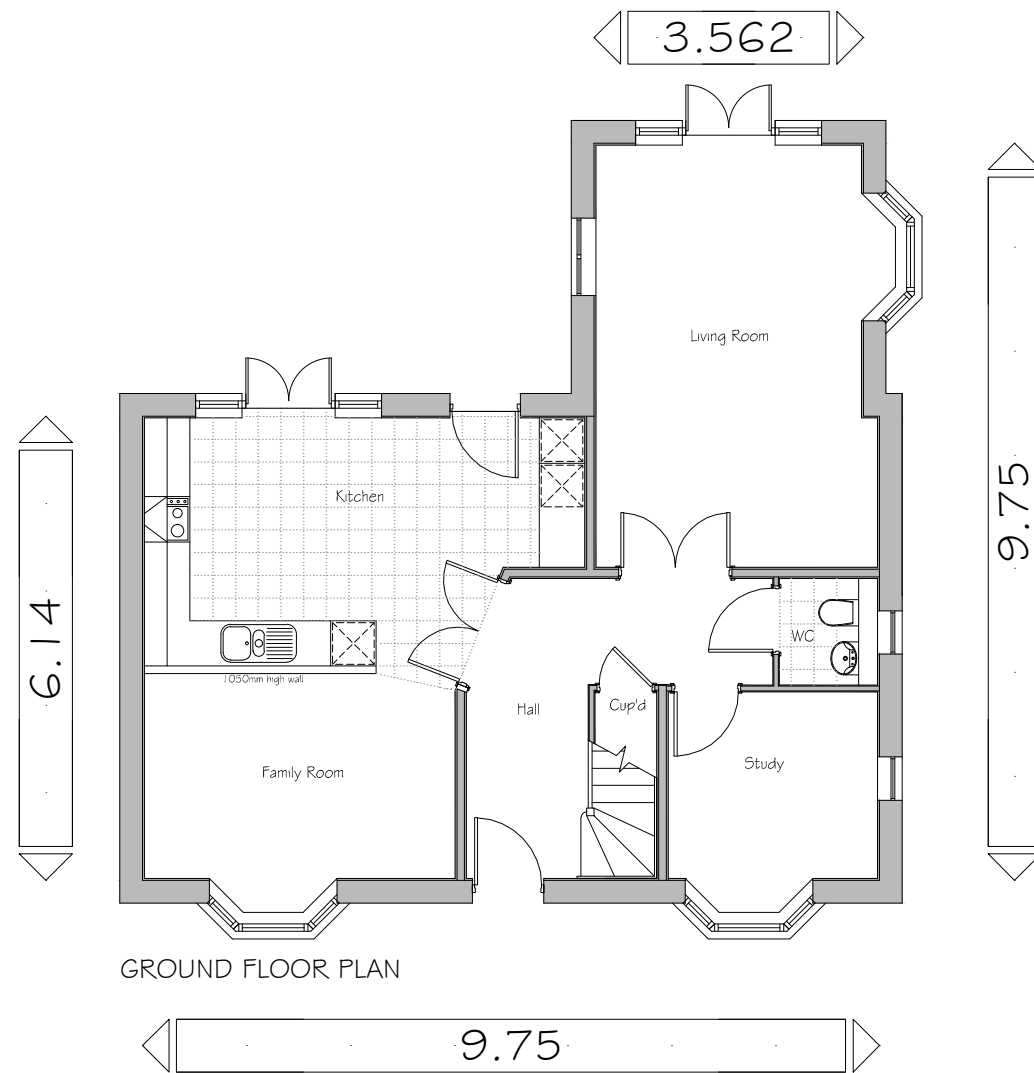 3.562
Living Room
9.75
Kitchen
6.14
1050mm high wall
WC
Hall
Cup'd
Study
Family Room
GROUND FLOOR PLAN
9.75